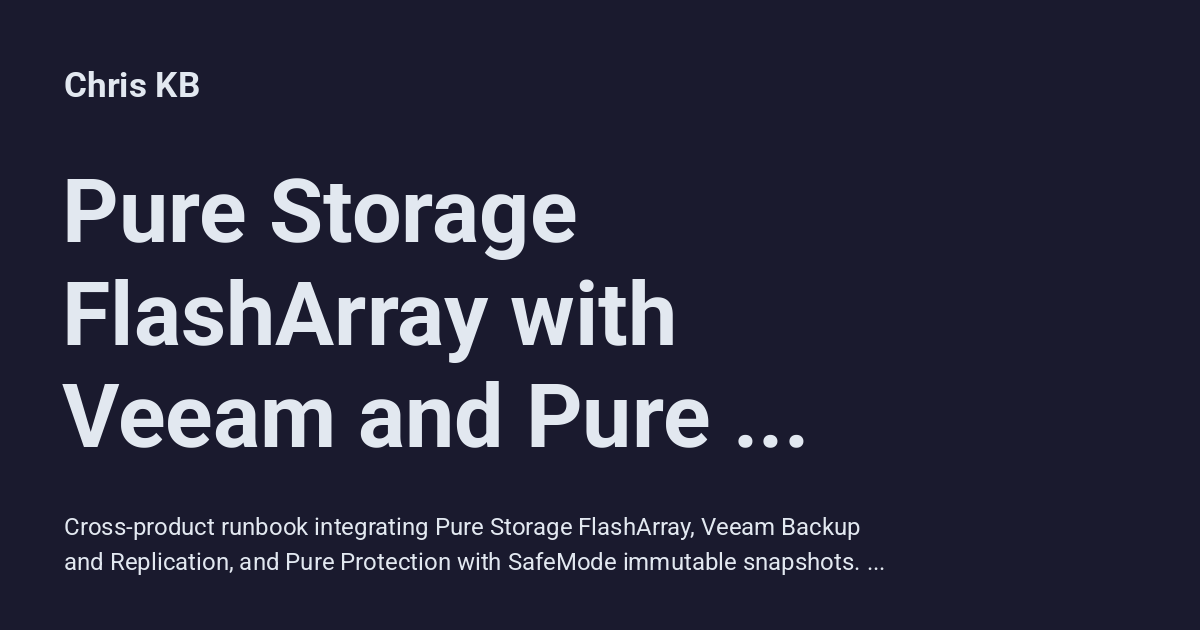 Chris KB
Pure Storage
FlashArray with
Veeam and Pure ...
Cross-product runbook integrating Pure Storage FlashArray, Veeam Backup
and Replication, and Pure Protection with SafeMode immutable snapshots. ...